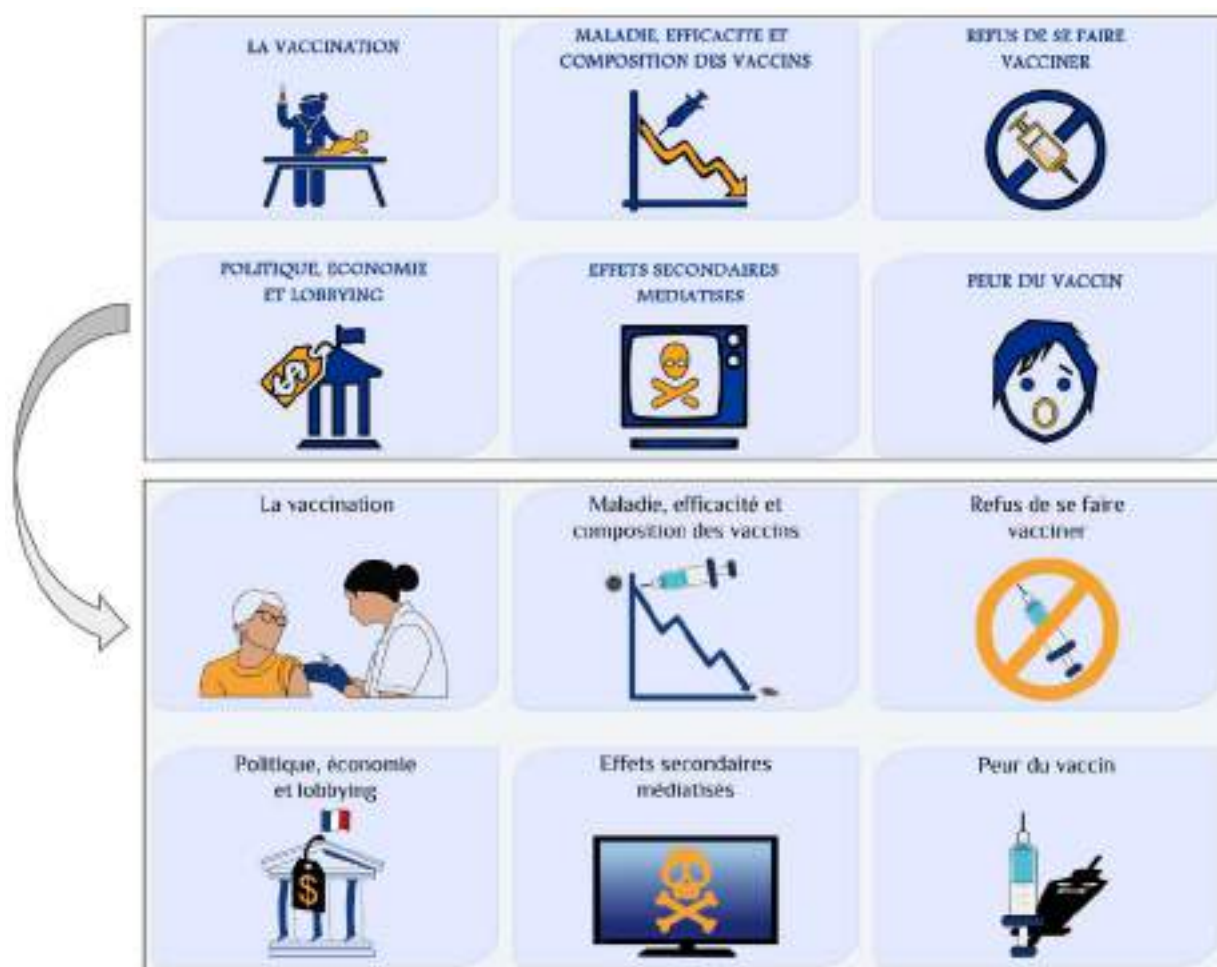 LA VACCINATION
MALADIE, EFFICACITE ET
COMPOSITION DES VACCINS
REFUS DE SE FAIRE
VACCINER
POLITIQUE, ECONOMIE
ET LOBBYING
$
EFFETS SECONDAIRES
MEDIATISES
PEUR DU VACCIN
La vaccination
Maladie, efficacité et
composition des vaccins
Refus de se faire
vacciner
Politique, économie
et lobbying
$
Effets secondaires
médiatisés
Peur du vaccin